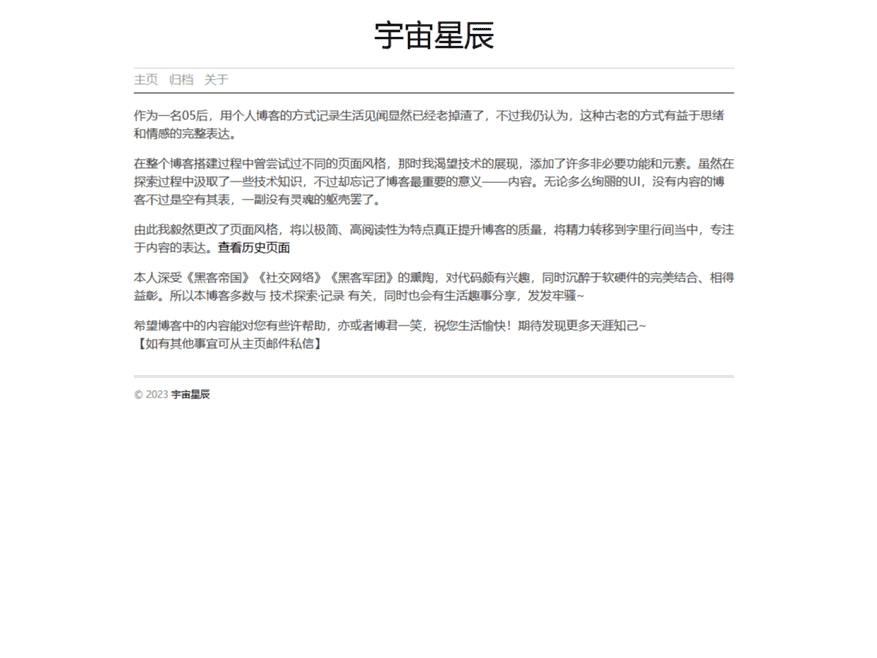 宇宙星辰
主页 归档 关于
作为一名05后，用个人博客的方式记录生活见闻显然已经老掉渣了，不过我仍认为，这种古老的方式有益于思绪
和情感的完整表达。
在整个博客搭建过程中曾尝试过不同的页面风格，那时我渴望技术的展现，添加了许多非必要功能和元素。虽然在
探索过程中汲取了一些技术知识，不过却忘记了博客最重要的意义——内容。无论多么绚丽的UI，没有内容的博
客不过是空有其表，一副没有灵魂的躯壳罢了。
由此我毅然更改了页面风格，将以极简、高阅读性为特点真正提升博客的质量，将精力转移到字里行间当中，专注
于内容的表达。查看历史页面
本人深受《黑客帝国》《社交网络》《黑客军团》的熏陶，对代码颇有兴趣，同时沉醉于软硬件的完美结合、相得
益彰。所以本博客多数与 技术探索·记录 有关，同时也会有生活趣事分享，发发牢骚~
希望博客中的内容能对您有些许帮助，亦或者博君一笑，祝您生活愉快！期待发现更多天涯知己~
【如有其他事宜可从主页邮件私信】
© 2023 宇宙星辰